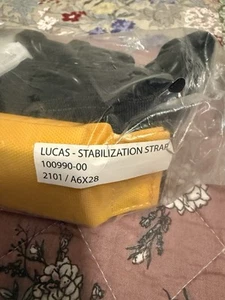 LUCAS - STABILIZATION STRAP
100990-00
2101 / A6X28